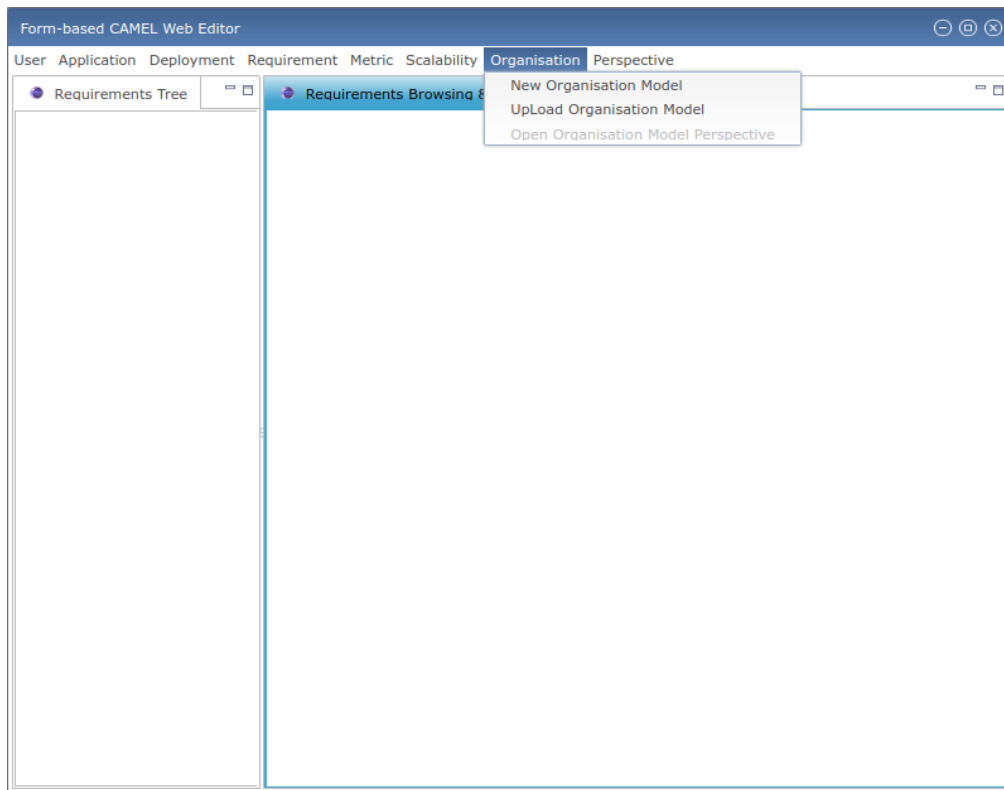 Form-based CAMEL Web Editor
User Application Deployment Requirement Metric Scalability Organisation Perspective
Requirements Tree
Requirements Browsing &
New Organisation Model
UpLoad Organisation Model
Open Organisation Model Perspective